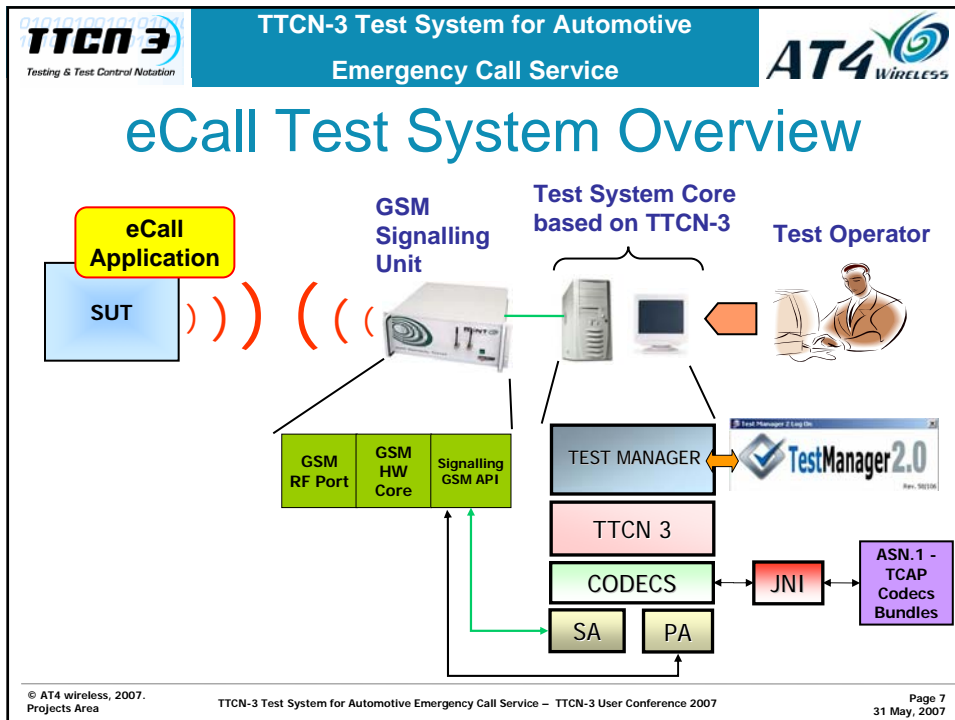 TTCN 3
Testing & Test Control Notation
TTCN-3 Test System for Automotive
Emergency Call Service
AT4 WIRELESS
eCall Test System Overview
eCall
Application
SUT
GSM
Signalling
Unit
Test System Core
based on TTCN-3
Test Operator
GSM
RF Port
GSM
HW
Core
Signalling
GSM API
TEST MANAGER
Test Manager 2 Log On
TestManager 2.0
TTCN 3
CODECS
JNI
ASN.1 -
TCAP
Codecs
Bundles
SA
PA
© AT4 wireless, 2007.
Projects Area
TTCN-3 Test System for Automotive Emergency Call Service – TTCN-3 User Conference 2007
Page 7
31 May, 2007